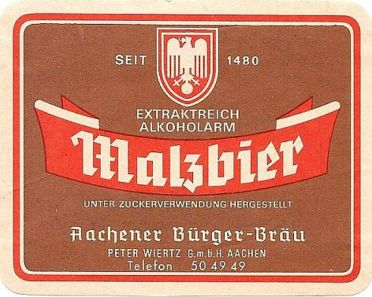 SEIT 1480
EXTRAKTREICH
ALKOHOLARM
Malzbier
UNTER ZUCKERVERWENDUNG HERGESTELLT
Aachener Bürger-Bräu
PETER WIERTZ G.m.b.H. AACHEN
Telefon 50 49 49